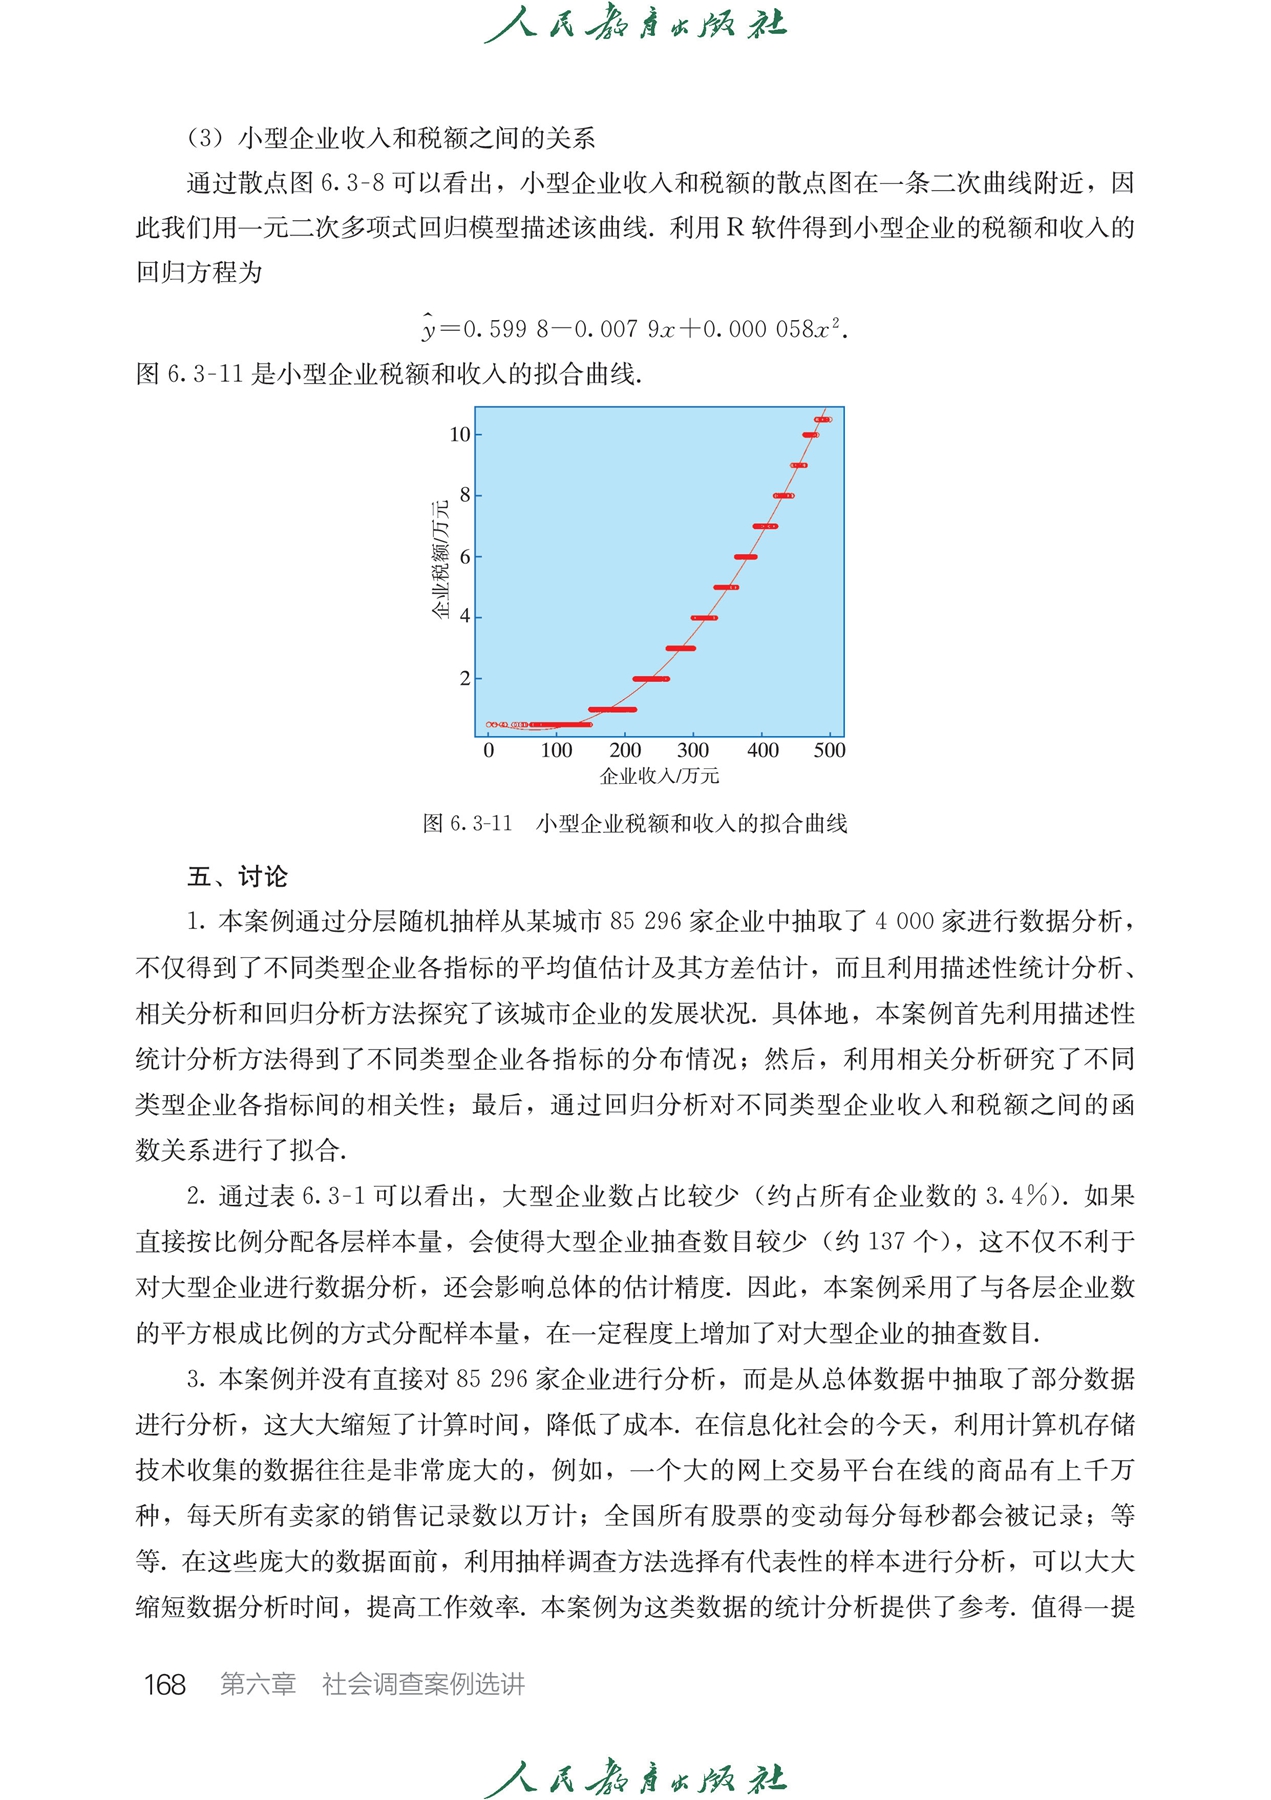 人民教育出版社
（3）小型企业收入和税额之间的关系
通过散点图 6.3-8 可以看出，小型企业收入和税额的散点图在一条二次曲线附近，因
此我们用一元二次多项式回归模型描述该曲线. 利用 R 软件得到小型企业的税额和收入的
回归方程为
ŷ=0.599 8−0.007 9x+0.000 058x².
图 6.3-11 是小型企业税额和收入的拟合曲线.
10
8
6
4
2
企业税额/万元
0 100 200 300 400 500
企业收入/万元
图 6.3-11 小型企业税额和收入的拟合曲线
五、讨论
1. 本案例通过分层随机抽样从某城市 85 296 家企业中抽取了 4 000 家进行数据分析，
不仅得到了不同类型企业各指标的平均值估计及其方差估计，而且利用描述性统计分析、
相关分析和回归分析方法探究了该城市企业的发展状况. 具体地，本案例首先利用描述性
统计分析方法得到了不同类型企业各指标的分布情况；然后，利用相关分析研究了不同
类型企业各指标间的相关性；最后，通过回归分析对不同类型企业收入和税额之间的函
数关系进行了拟合.
2. 通过表 6.3-1 可以看出，大型企业数占比较少（约占所有企业数的 3.4%）. 如果
直接按比例分配各层样本量，会使得大型企业抽查数目较少（约 137 个），这不仅不利于
对大型企业进行数据分析，还会影响总体的估计精度. 因此，本案例采用了与各层企业数
的平方根成比例的方式分配样本量，在一定程度上增加了对大型企业的抽查数目.
3. 本案例并没有直接对 85 296 家企业进行分析，而是从总体数据中抽取了部分数据
进行分析，这大大缩短了计算时间，降低了成本. 在信息化社会的今天，利用计算机存储
技术收集的数据往往是非常庞大的，例如，一个大的网上交易平台在线的商品有上千万
种，每天所有卖家的销售记录数以万计；全国所有股票的变动每分每秒都会被记录；等
等. 在这些庞大的数据面前，利用抽样调查方法选择有代表性的样本进行分析，可以大大
缩短数据分析时间，提高工作效率. 本案例为这类数据的统计分析提供了参考. 值得一提
168 第六章 社会调查案例选讲
人民教育出版社